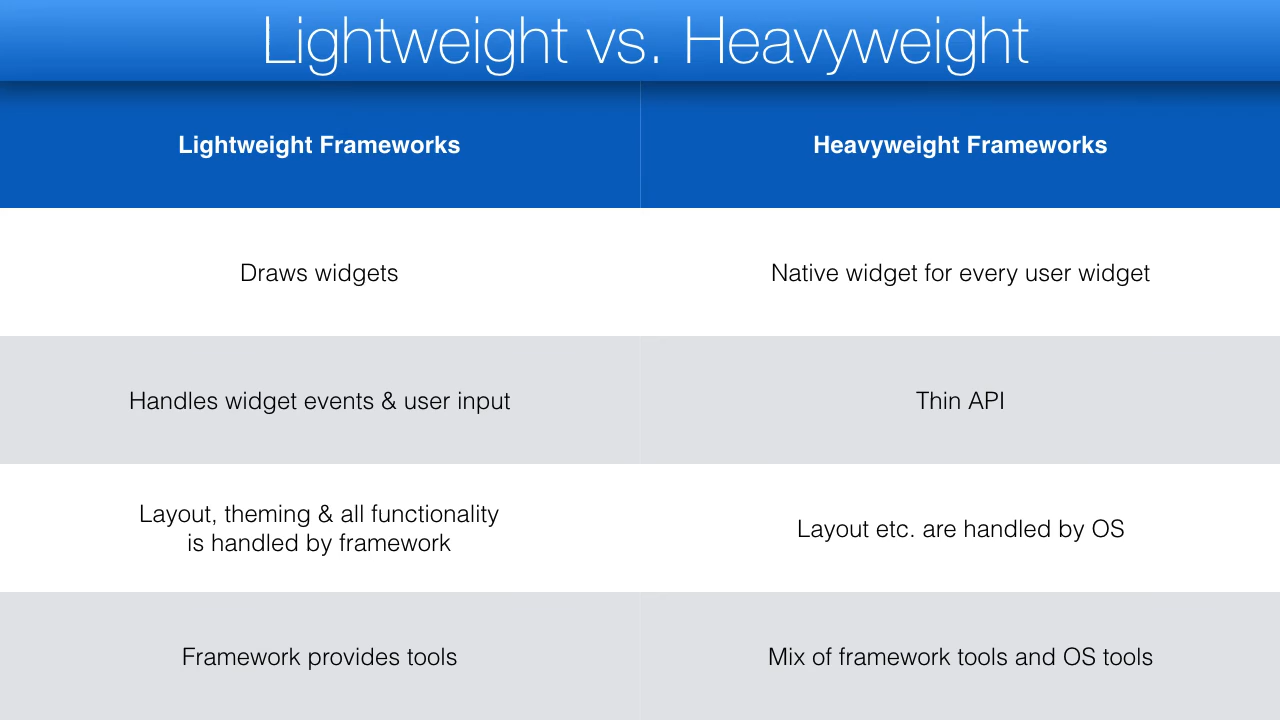 Lightweight vs. Heavyweight
Lightweight Frameworks
Heavyweight Frameworks
Draws widgets
Native widget for every user widget
Handles widget events & user input
Thin API
Layout, theming & all functionality
is handled by framework
Layout etc. are handled by OS
Framework provides tools
Mix of framework tools and OS tools